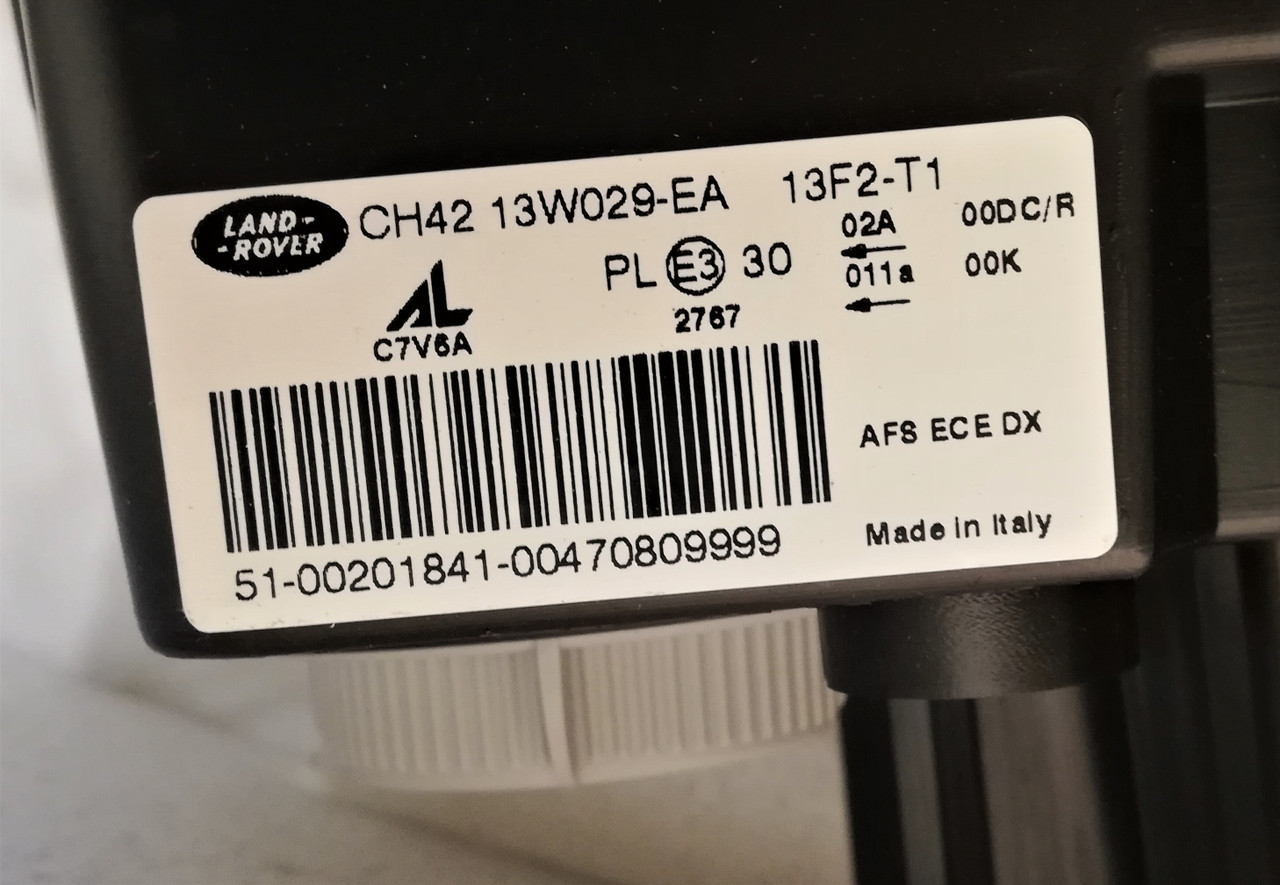 LAND-
-ROVER
CH42 13W029-EA 13F2-T1
02A 00DC/R
PL E3 30
011a 00K
AL
2767
C7V6A
AFS ECE DX
51-00201841-00470809999
Made in Italy